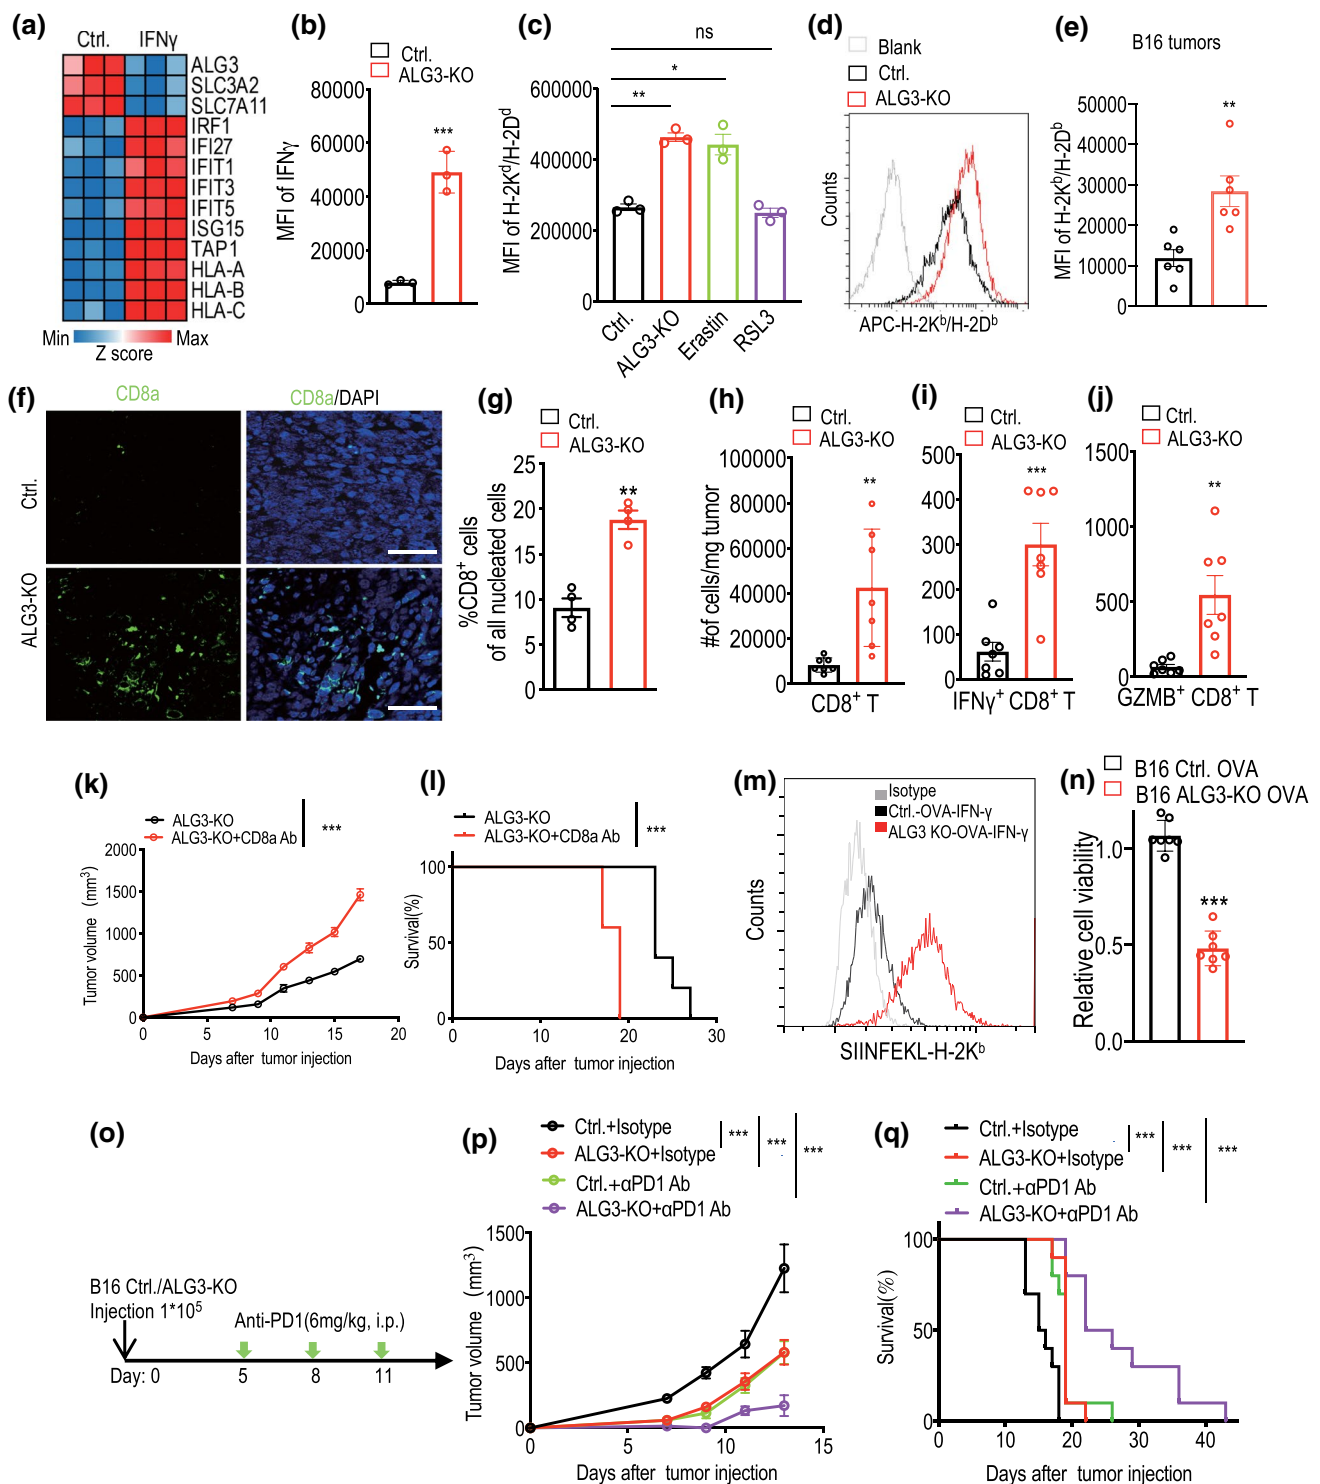 (a)
Ctrl. IFNγ
ALG3
SLC3A2
SLC7A11
IRF1
IFI27
IFIT1
IFIT3
IFIT5
ISG15
TAP1
HLA-A
HLA-B
HLA-C
Min Max
Z score
(b)
Ctrl.
ALG3-KO
MFI of IFNγ
80000
60000
40000
20000
0
***
(c)
MFI of H-2Kᵈ/H-2Dᵈ
600000
400000
200000
0
ns
*
**
Ctrl.
ALG3-KO
Erastin
RSL3
(d)
Blank
Ctrl.
ALG3-KO
Counts
APC-H-2Kᵇ/H-2Dᵇ
(e)
B16 tumors
MFI of H-2Kᵇ/H-2Dᵇ
50000
40000
30000
20000
10000
0
**
(f)
CD8a CD8a/DAPI
Ctrl.
ALG3-KO
(g)
Ctrl.
ALG3-KO
%CD8⁺ cells
of all nucleated cells
25
20
15
10
5
0
**
(h)
Ctrl.
ALG3-KO
#of cells/mg tumor
100000
80000
60000
40000
20000
0
**
CD8⁺ T
(i)
Ctrl.
ALG3-KO
500
400
300
200
100
0
***
IFNγ⁺ CD8⁺ T
(j)
Ctrl.
ALG3-KO
1500
1000
500
0
**
GZMB⁺ CD8⁺ T
(k)
ALG3-KO
ALG3-KO+CD8a Ab
***
Tumor volume (mm³)
2000
1500
1000
500
0
0 5 10 15 20
Days after tumor injection
(l)
ALG3-KO
ALG3-KO+CD8a Ab
***
Survival(%)
100
50
0
0 10 20 30
Days after tumor injection
(m)
Isotype
Ctrl.-OVA-IFN-γ
ALG3 KO-OVA-IFN-γ
Counts
SIINFEKL-H-2Kᵇ
(n)
B16 Ctrl. OVA
B16 ALG3-KO OVA
Relative cell viability
1.0
0.5
0.0
***
(o)
B16 Ctrl./ALG3-KO
Injection 1*10⁵
Anti-PD1(6mg/kg, i.p.)
Day: 0 5 8 11
(p)
Ctrl.+Isotype
ALG3-KO+Isotype
Ctrl.+αPD1 Ab
ALG3-KO+αPD1 Ab
***
***
***
Tumor volume (mm³)
1500
1000
500
0
0 5 10 15
Days after tumor injection
(q)
Ctrl.+Isotype
ALG3-KO+Isotype
Ctrl.+αPD1 Ab
ALG3-KO+αPD1 Ab
***
***
***
Survival(%)
100
50
0
0 20 40
Days after tumor injection